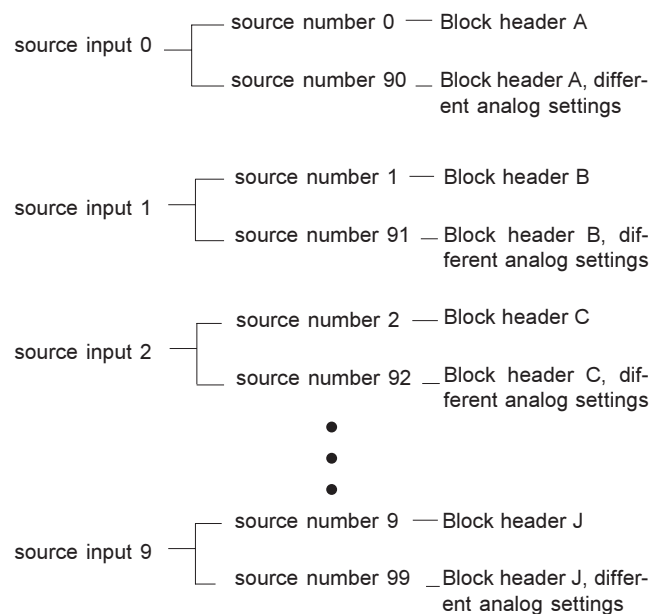 source number 0 Block header A
source input 0
source number 90 Block header A, differ-
ent analog settings
source number 1 Block header B
source input 1
source number 91 Block header B, dif-
ferent analog settings
source number 2 Block header C
source input 2
source number 92 Block header C, dif-
ferent analog settings
source number 9 Block header J
source input 9
source number 99 Block header J, differ-
ent analog settings